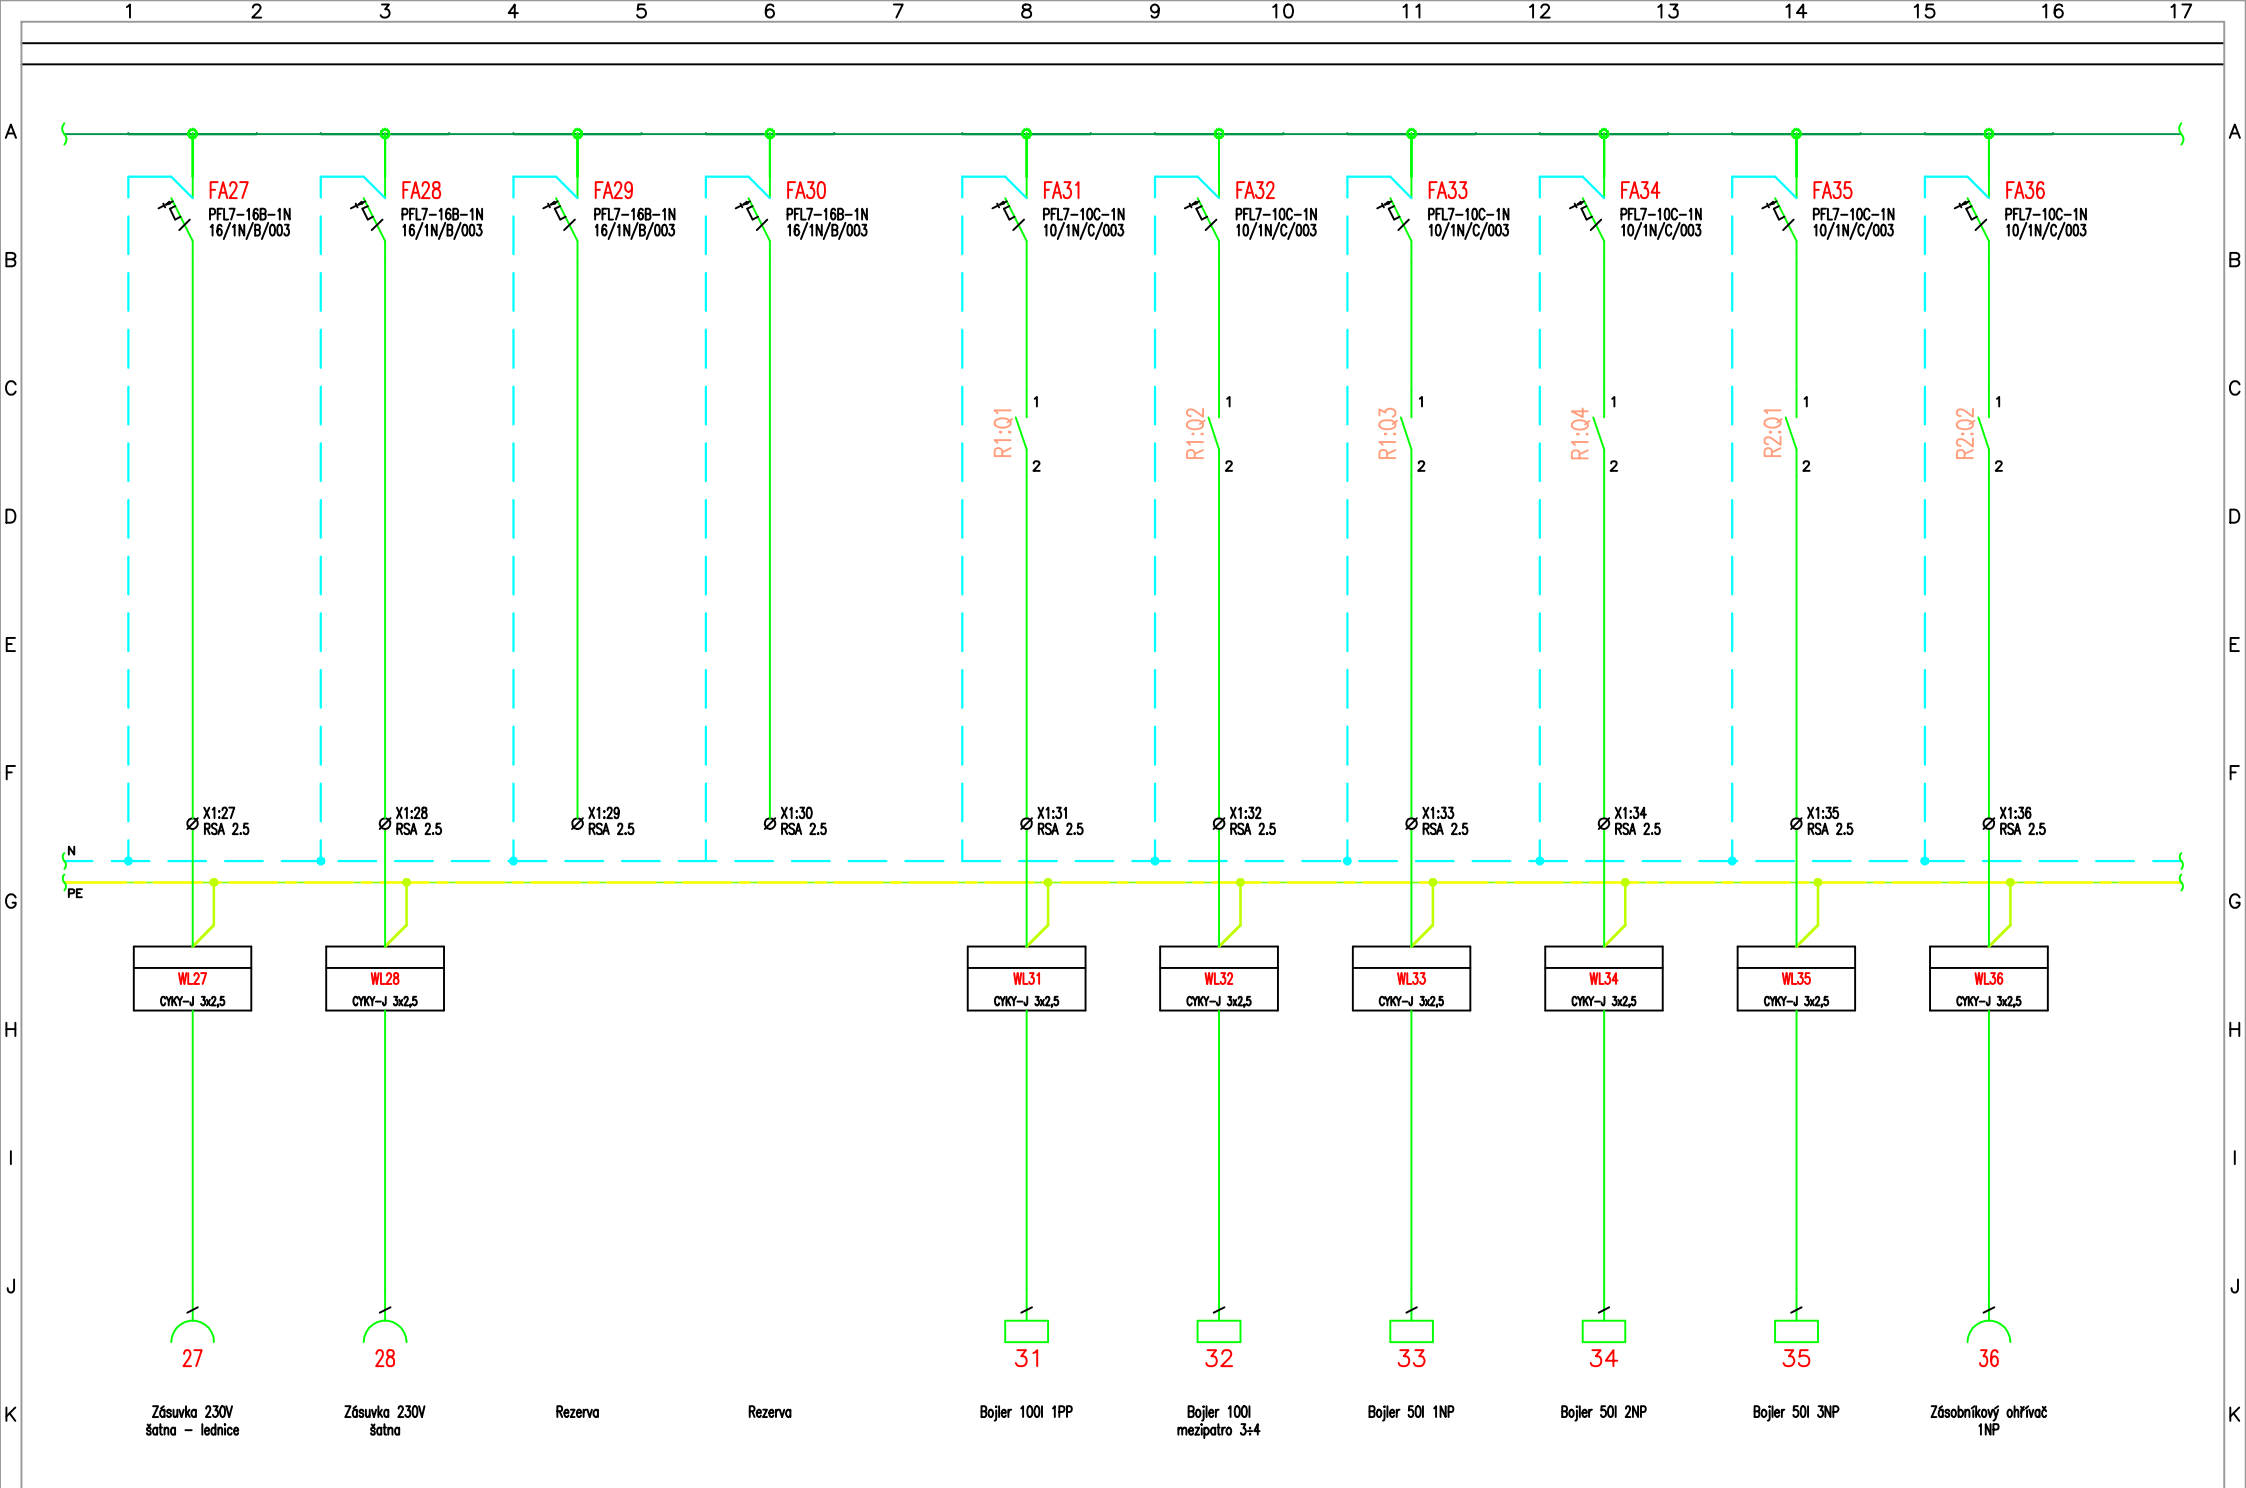 1 2 3 4 5 6 7 8 9 10 11 12 13 14 15 16 17
A A
FA27 FA28 FA29 FA30 FA31 FA32 FA33 FA34 FA35 FA36
PFL7-16B-1N PFL7-16B-1N PFL7-16B-1N PFL7-16B-1N PFL7-10C-1N PFL7-10C-1N PFL7-10C-1N PFL7-10C-1N PFL7-10C-1N PFL7-10C-1N
16/1N/B/003 16/1N/B/003 16/1N/B/003 16/1N/B/003 10/1N/C/003 10/1N/C/003 10/1N/C/003 10/1N/C/003 10/1N/C/003 10/1N/C/003
B B
C C
1 1 1 1 1 1
R1:Q1 R1:Q2 R1:Q3 R1:Q4 R2:Q1 R2:Q2
2 2 2 2 2 2
D D
E E
F F
X1:27 X1:28 X1:29 X1:30 X1:31 X1:32 X1:33 X1:34 X1:35 X1:36
RSA 2.5 RSA 2.5 RSA 2.5 RSA 2.5 RSA 2.5 RSA 2.5 RSA 2.5 RSA 2.5 RSA 2.5 RSA 2.5
N
PE
G G
WL27 WL28 WL31 WL32 WL33 WL34 WL35 WL36
CYKY-J 3x2,5 CYKY-J 3x2,5 CYKY-J 3x2,5 CYKY-J 3x2,5 CYKY-J 3x2,5 CYKY-J 3x2,5 CYKY-J 3x2,5 CYKY-J 3x2,5
H H
I I
J J
27 28 31 32 33 34 35 36
K K
Zásuvka 230V Zásuvka 230V Rezerva Rezerva Bojler 100l 1PP Bojler 100l Bojler 50l 1NP Bojler 50l 2NP Bojler 50l 3NP Zásobníkový ohřívač
šatna - lednice šatna mezipatro 3÷4 1NP